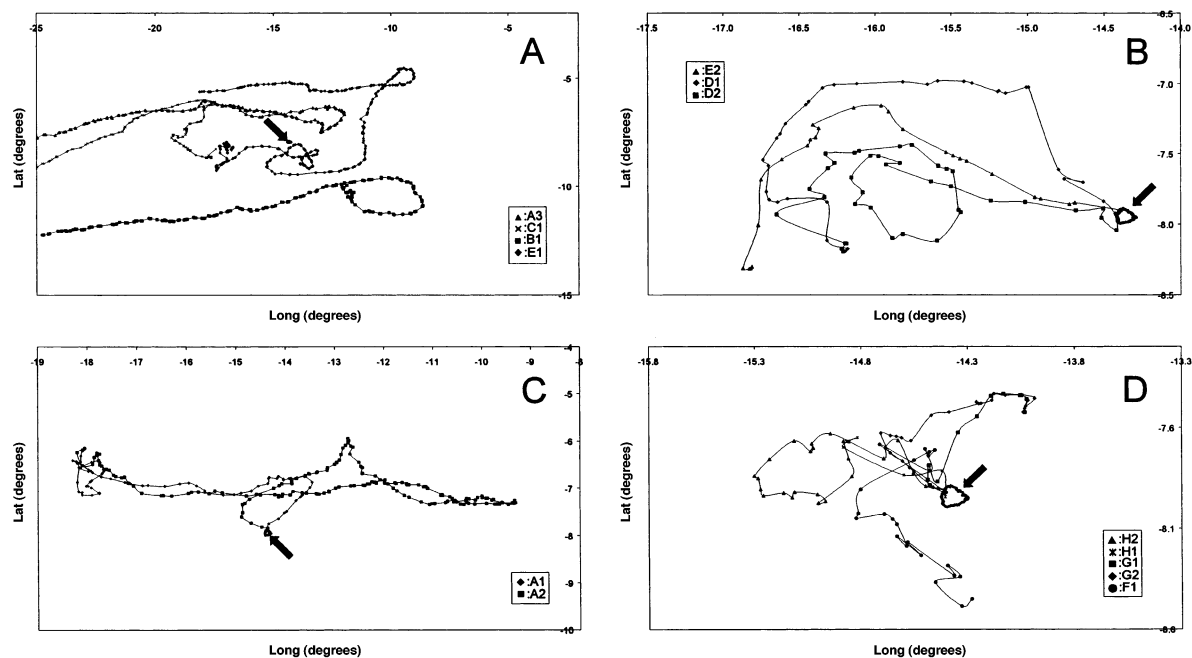 -25 -20 -15 -10 -5
A
-5
-10
-15
Lat (degrees)
:A3
:C1
:B1
:E1
Long (degrees)
-17.5 -17.0 -16.5 -16.0 -15.5 -15.0 -14.5 -14.0
-6.5
B
:E2
:D1
:D2
-7.0
-7.5
-8.0
-8.5
Lat (degrees)
Long (degrees)
-19 -18 -17 -16 -15 -14 -13 -12 -11 -10 -9 -8
-4
C
-5
-6
-7
-8
-9
-10
Lat (degrees)
:A1
:A2
Long (degrees)
-15.8 -15.3 -14.8 -14.3 -13.8 -13.3
D
-7.6
-8.1
-8.6
Lat (degrees)
:H2
:H1
:G1
:G2
:F1
Long (degrees)